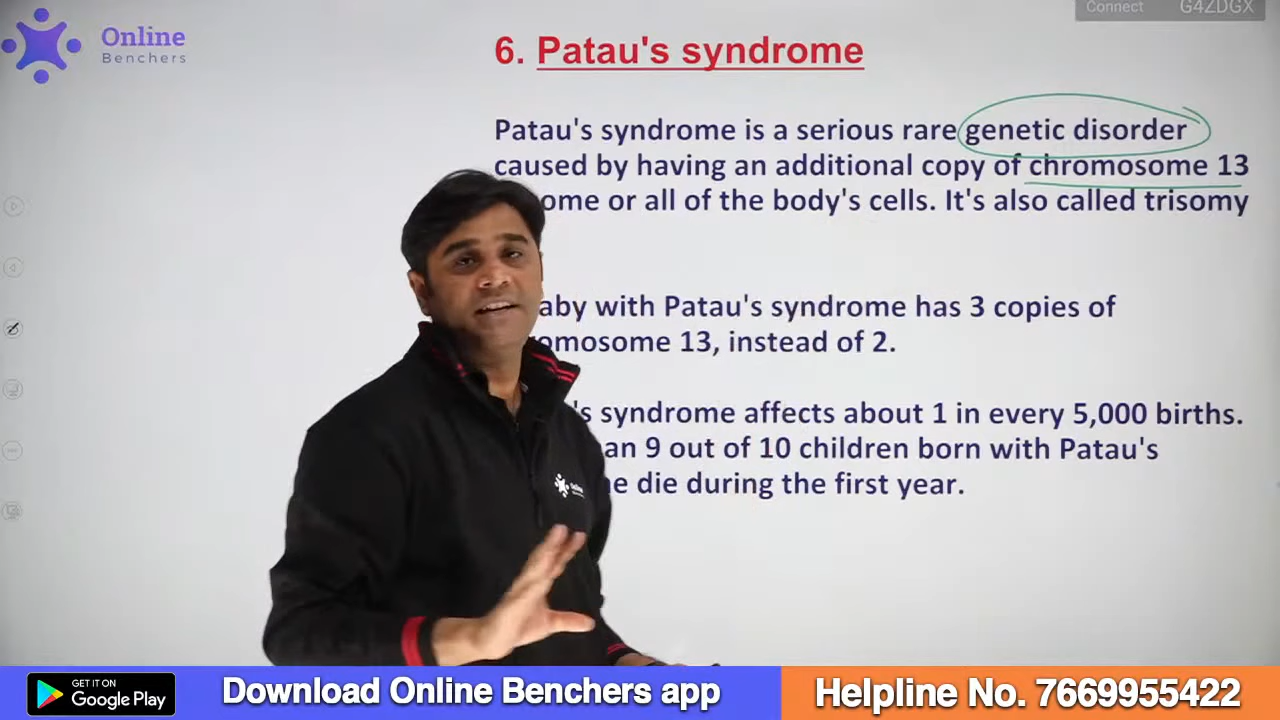 Connect G4ZDGX
Online
Benchers
6. Patau's syndrome
Patau's syndrome is a serious rare genetic disorder
caused by having an additional copy of chromosome 13
ome or all of the body's cells. It's also called trisomy
aby with Patau's syndrome has 3 copies of
omosome 13, instead of 2.
's syndrome affects about 1 in every 5,000 births.
an 9 out of 10 children born with Patau's
e die during the first year.
Online
GET IT ON
Google Play
Download Online Benchers app
Helpline No. 7669955422